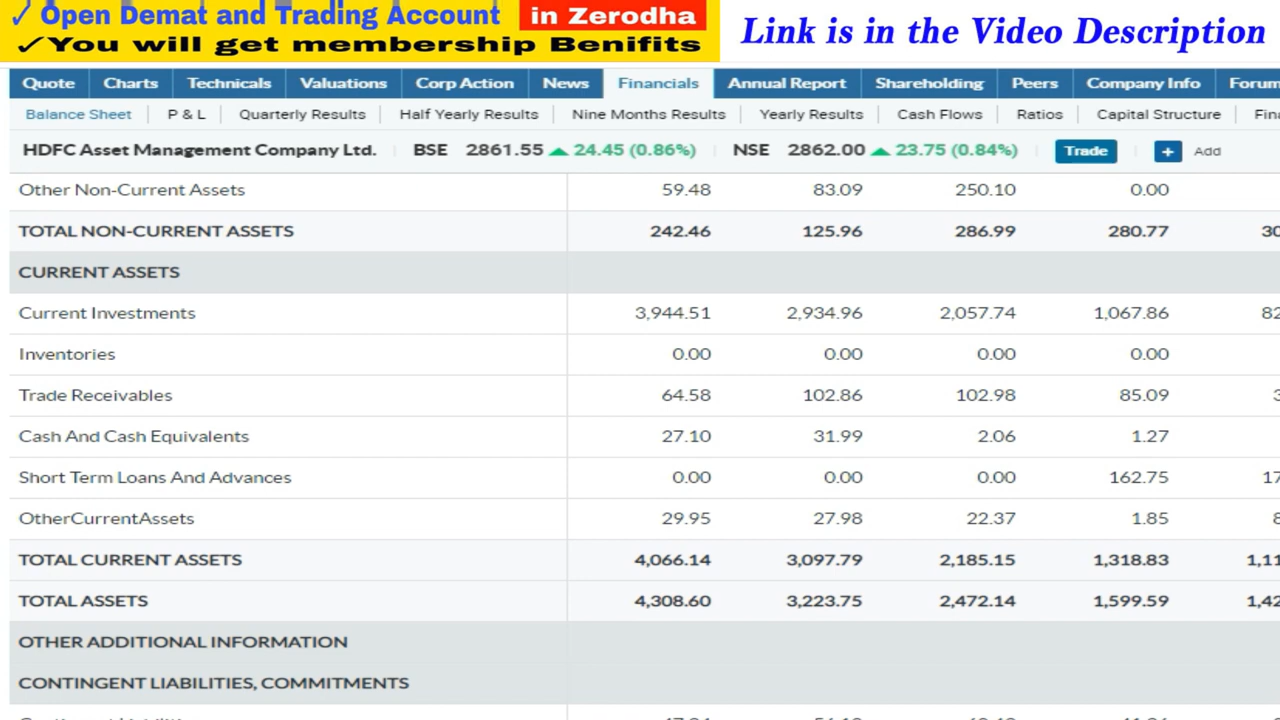 ✓ Open Demat and Trading Account in Zerodha
✓You will get membership Benifits
Link is in the Video Description
Quote Charts Technicals Valuations Corp Action News Financials Annual Report Shareholding Peers Company Info Forum
Balance Sheet P & L Quarterly Results Half Yearly Results Nine Months Results Yearly Results Cash Flows Ratios Capital Structure
HDFC Asset Management Company Ltd. BSE 2861.55 ▲ 24.45 (0.86%) NSE 2862.00 ▲ 23.75 (0.84%) Trade + Add
Other Non-Current Assets 59.48 83.09 250.10 0.00
TOTAL NON-CURRENT ASSETS 242.46 125.96 286.99 280.77
CURRENT ASSETS
Current Investments 3,944.51 2,934.96 2,057.74 1,067.86
Inventories 0.00 0.00 0.00 0.00
Trade Receivables 64.58 102.86 102.98 85.09
Cash And Cash Equivalents 27.10 31.99 2.06 1.27
Short Term Loans And Advances 0.00 0.00 0.00 162.75
OtherCurrentAssets 29.95 27.98 22.37 1.85
TOTAL CURRENT ASSETS 4,066.14 3,097.79 2,185.15 1,318.83
TOTAL ASSETS 4,308.60 3,223.75 2,472.14 1,599.59
OTHER ADDITIONAL INFORMATION
CONTINGENT LIABILITIES, COMMITMENTS